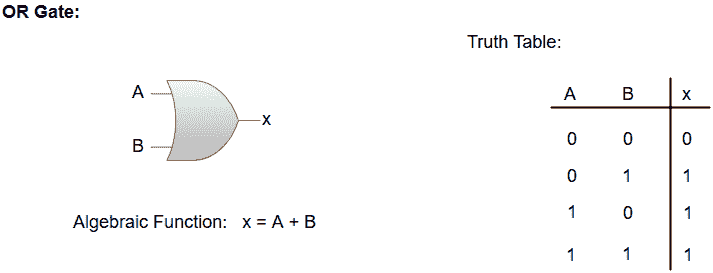 OR Gate:
Truth Table:
A
B
x
Algebraic Function: x = A + B
A B x
0 0 0
0 1 1
1 0 1
1 1 1